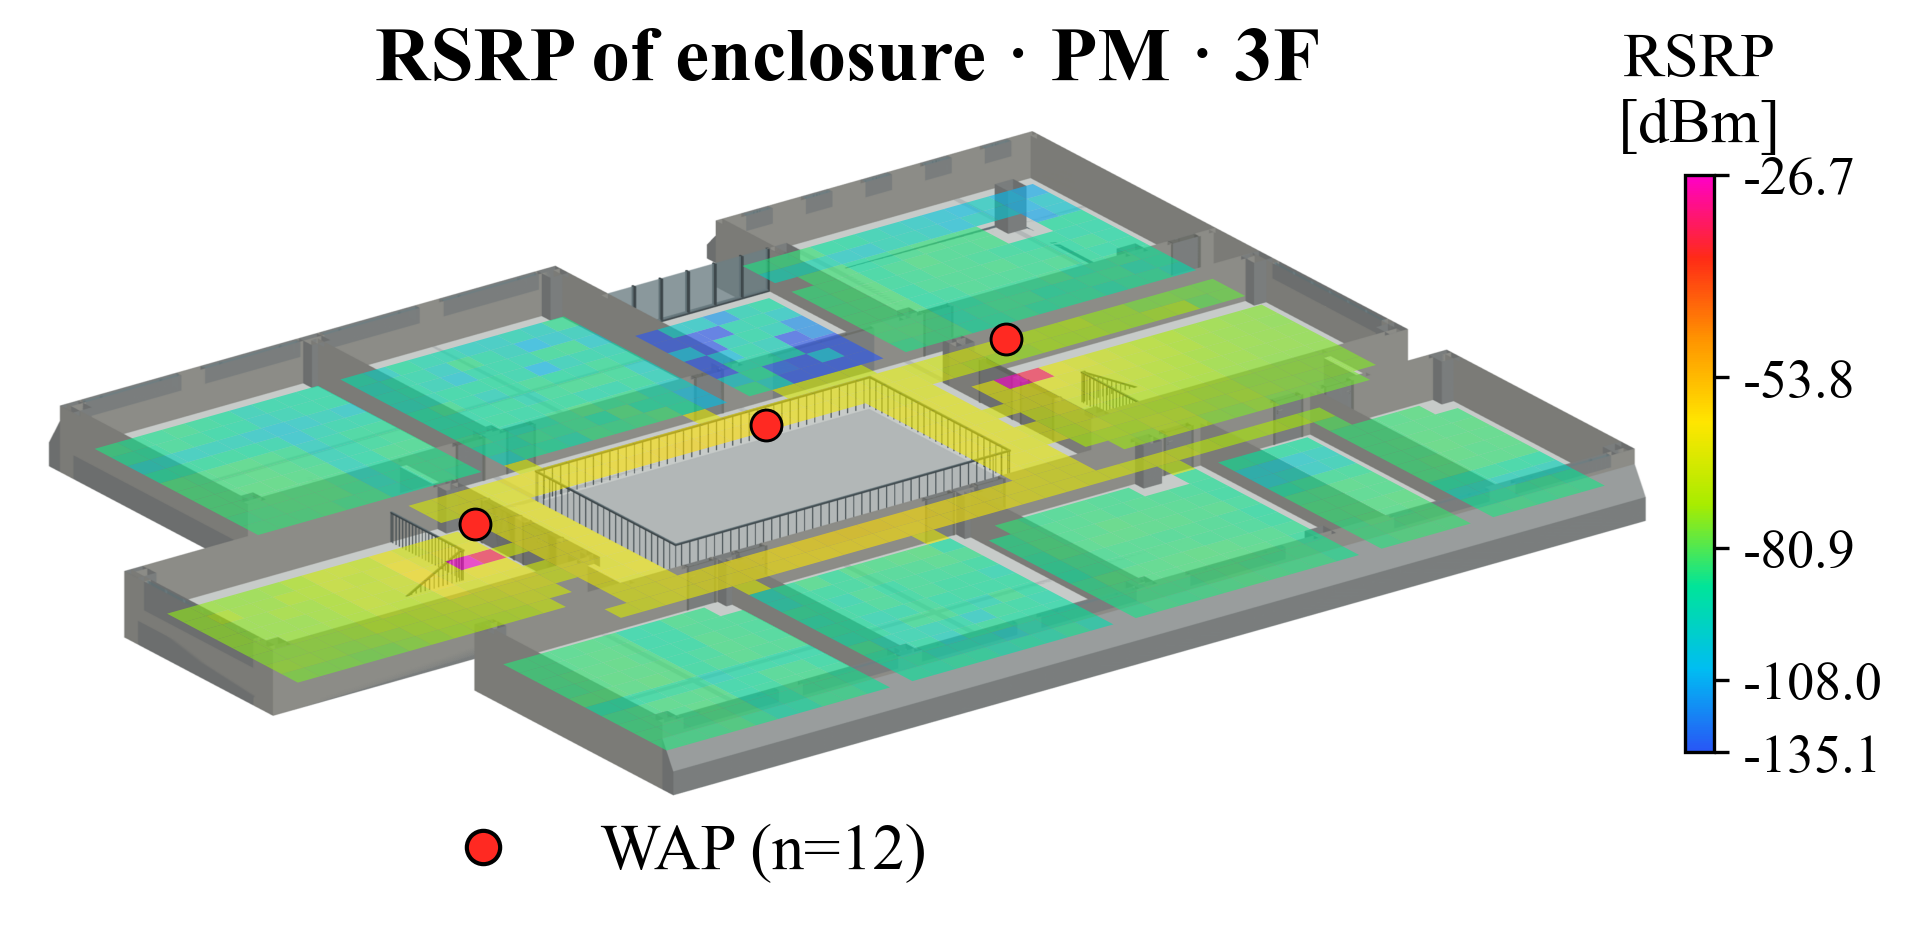 RSRP of enclosure · PM · 3F
RSRP
[dBm]
-26.7
-53.8
-80.9
-108.0
-135.1
WAP (n=12)